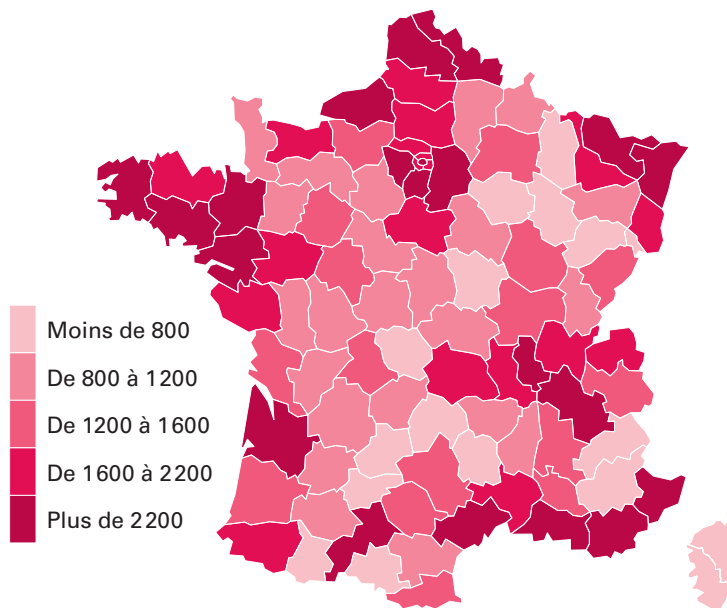 Moins de 800
De 800 à 1200
De 1200 à 1600
De 1600 à 2200
Plus de 2200